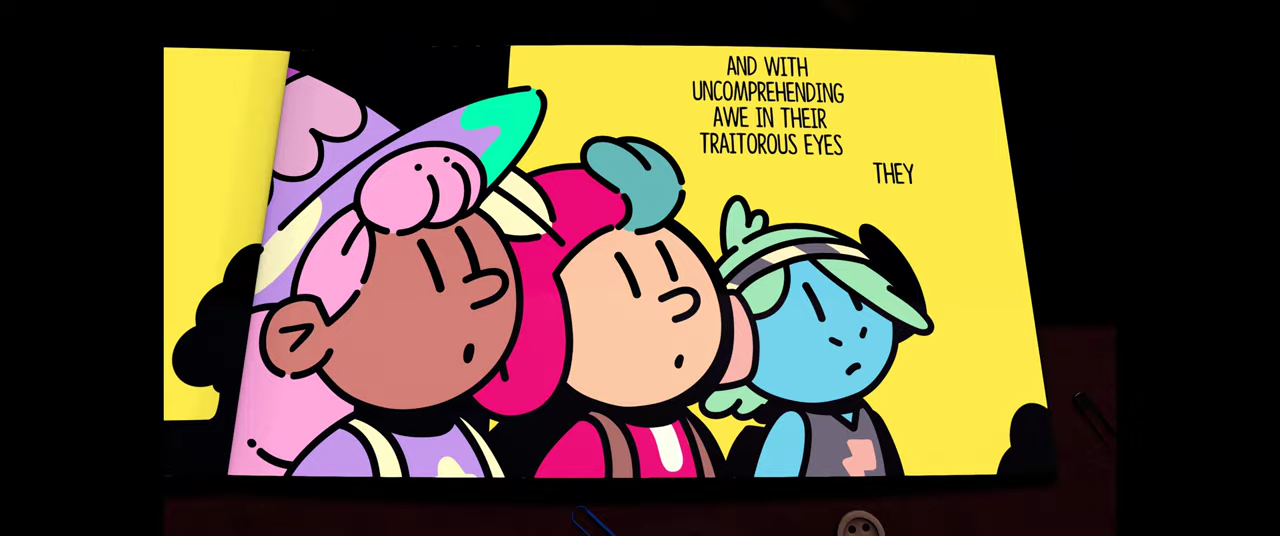 AND WITH
UNCOMPREHENDING
AWE IN THEIR
TRAITOROUS EYES
THEY